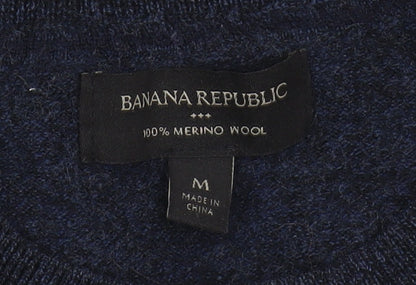 BANANA REPUBLIC
+++
100% MERINO WOOL
M
MADE IN
CHINA